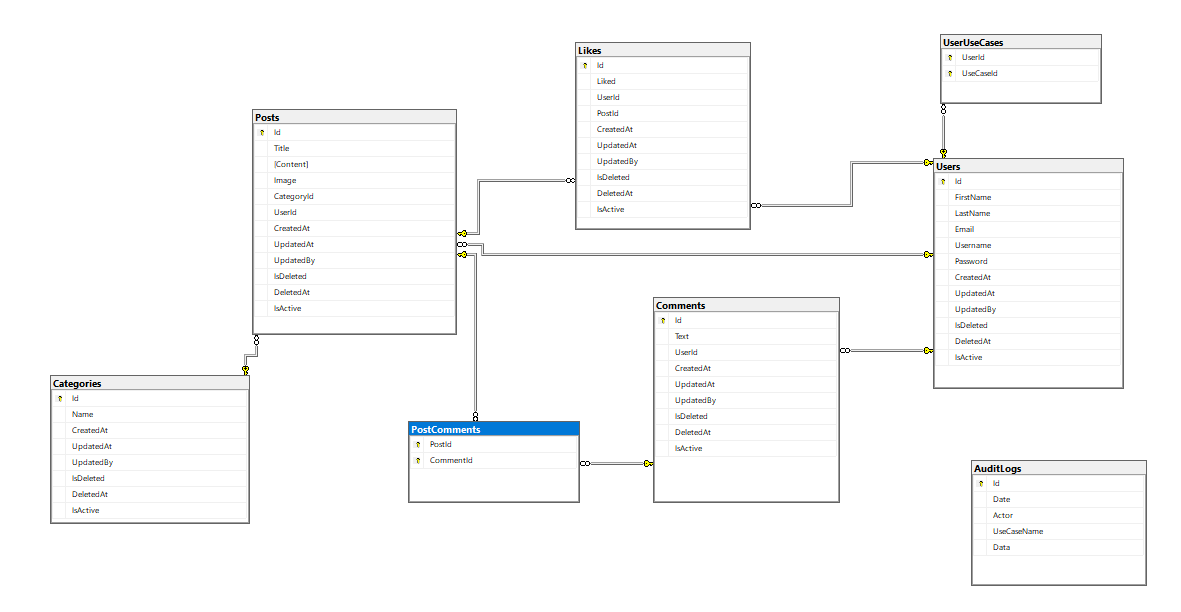 Likes
Id
Liked
UserId
PostId
CreatedAt
UpdatedAt
UpdatedBy
IsDeleted
DeletedAt
IsActive
UserUseCases
UserId
UseCaseId
Posts
Id
Title
[Content]
Image
CategoryId
UserId
CreatedAt
UpdatedAt
UpdatedBy
IsDeleted
DeletedAt
IsActive
Users
Id
FirstName
LastName
Email
Username
Password
CreatedAt
UpdatedAt
UpdatedBy
IsDeleted
DeletedAt
IsActive
Comments
Id
Text
UserId
CreatedAt
UpdatedAt
UpdatedBy
IsDeleted
DeletedAt
IsActive
Categories
Id
Name
CreatedAt
UpdatedAt
UpdatedBy
IsDeleted
DeletedAt
IsActive
PostComments
PostId
CommentId
AuditLogs
Id
Date
Actor
UseCaseName
Data